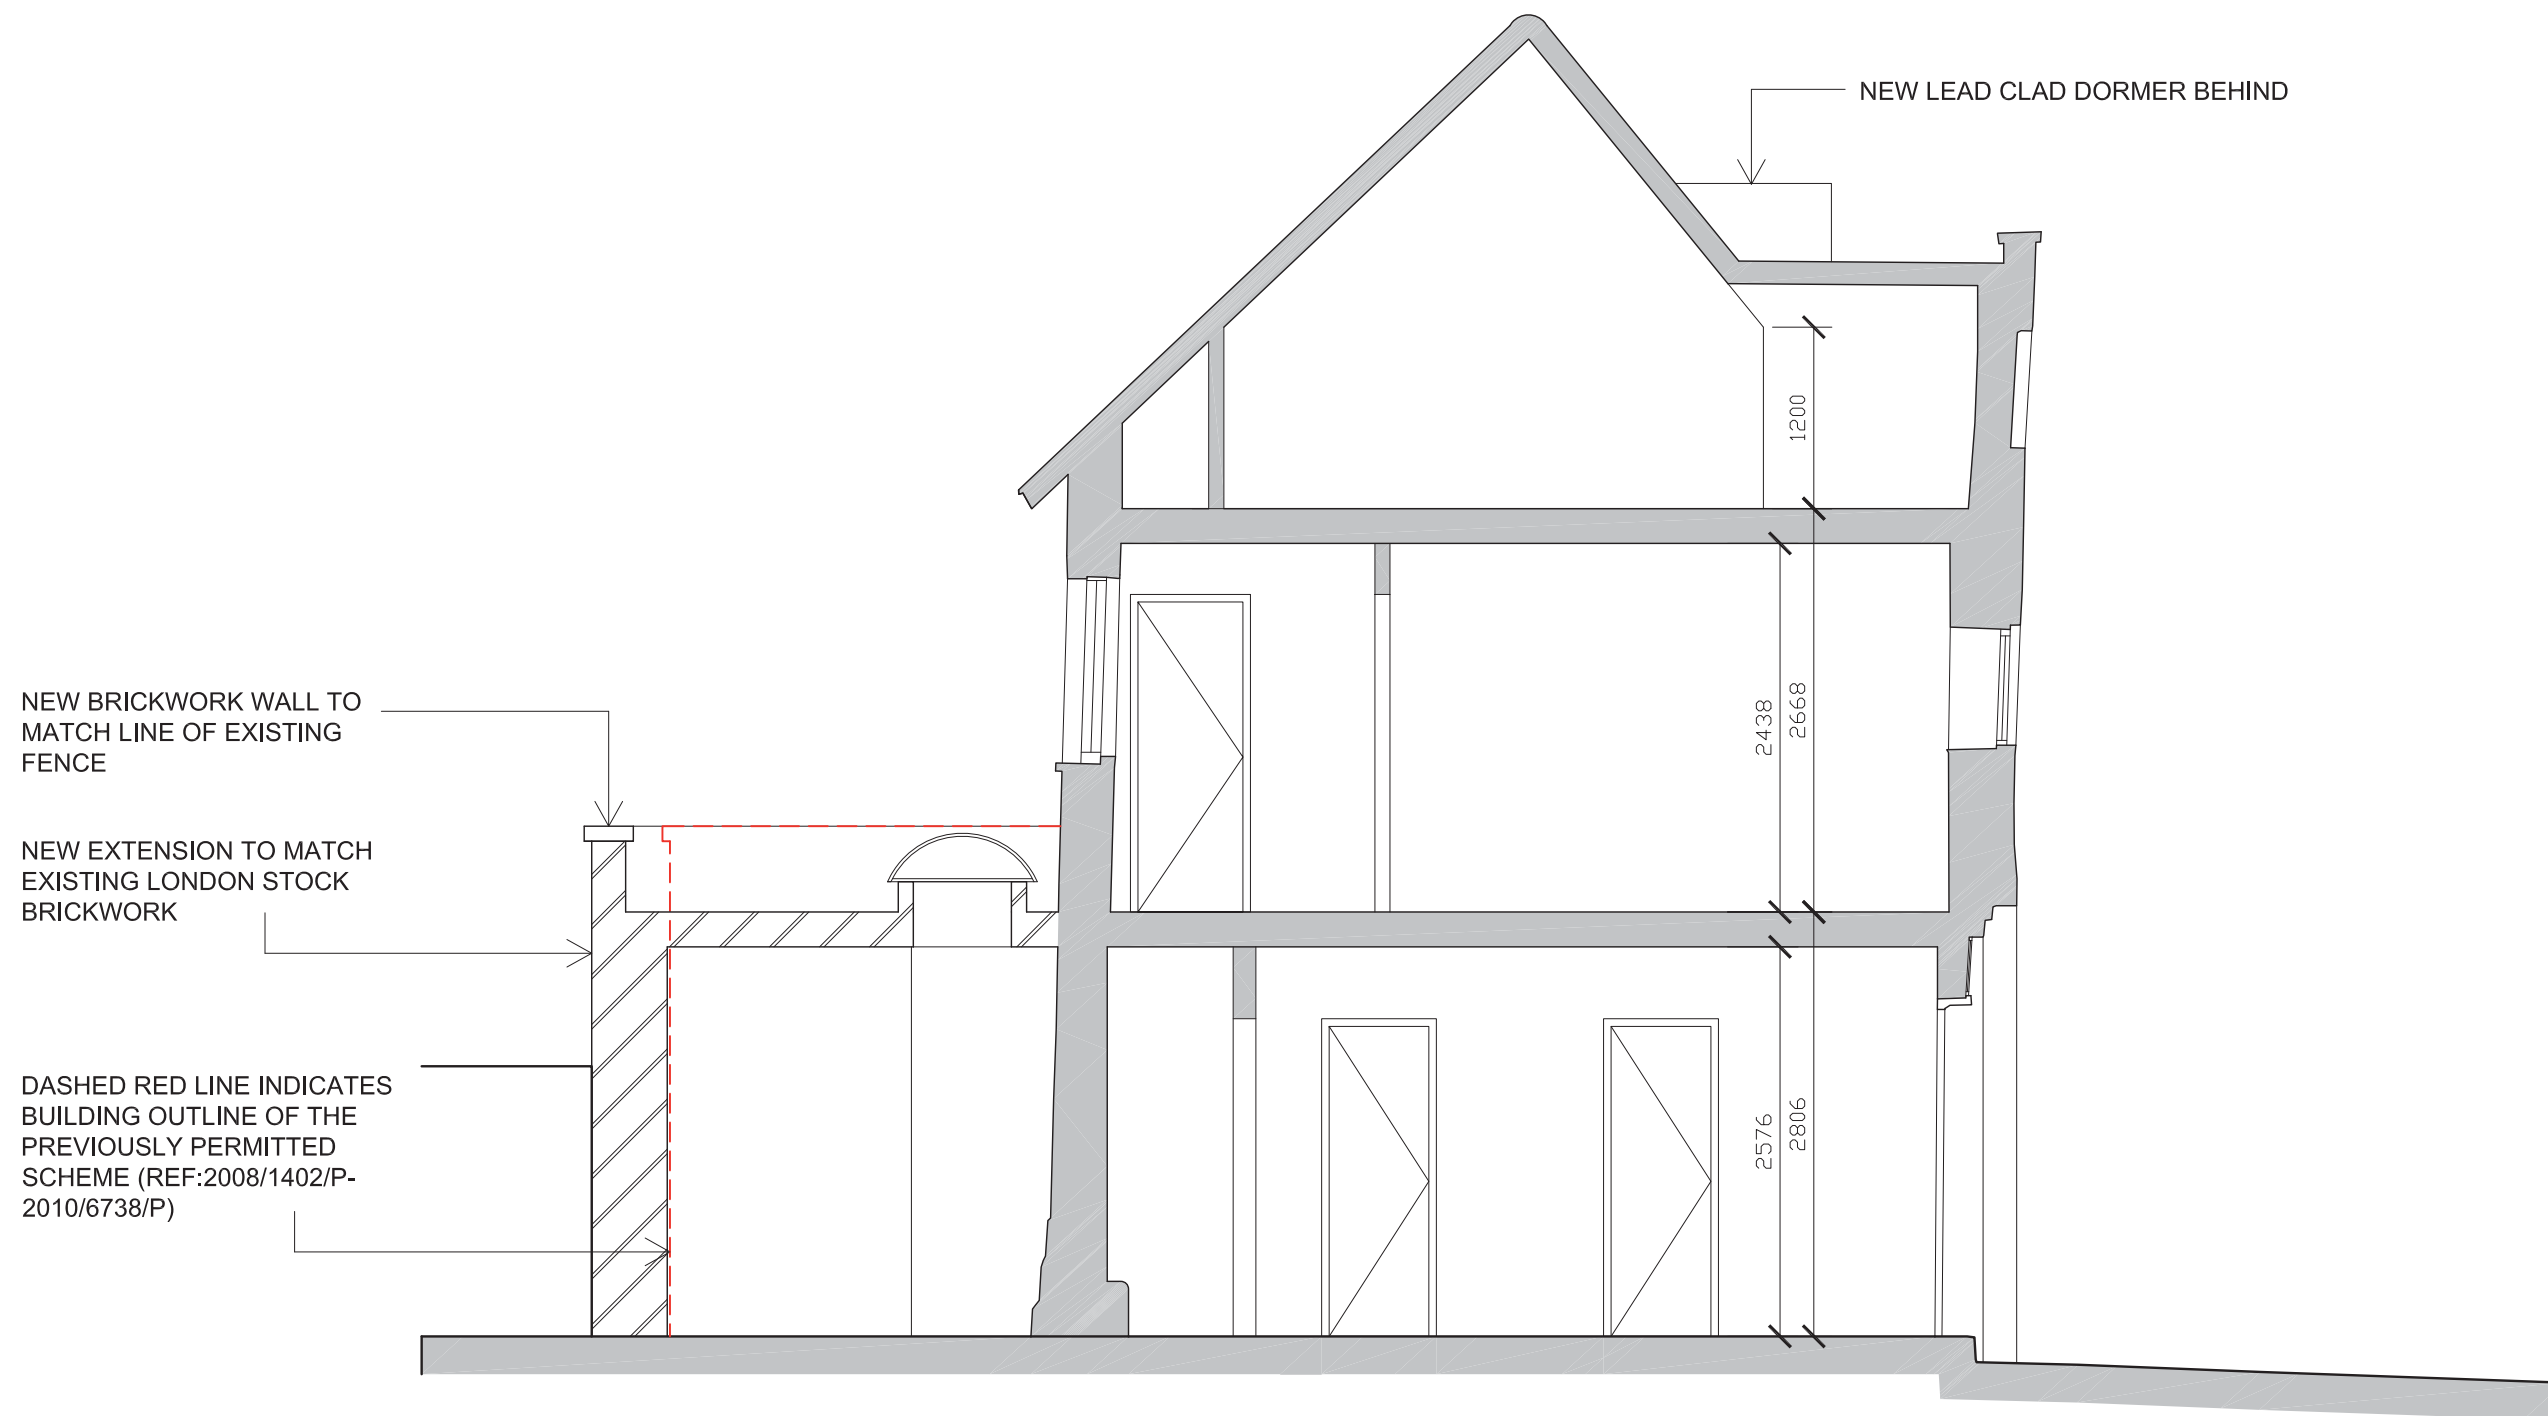 NEW LEAD CLAD DORMER BEHIND
1200
NEW BRICKWORK WALL TO
MATCH LINE OF EXISTING
FENCE
2438
2668
NEW EXTENSION TO MATCH
EXISTING LONDON STOCK
BRICKWORK
DASHED RED LINE INDICATES
BUILDING OUTLINE OF THE
PREVIOUSLY PERMITTED
SCHEME (REF:2008/1402/P-
2010/6738/P)
2576
2806